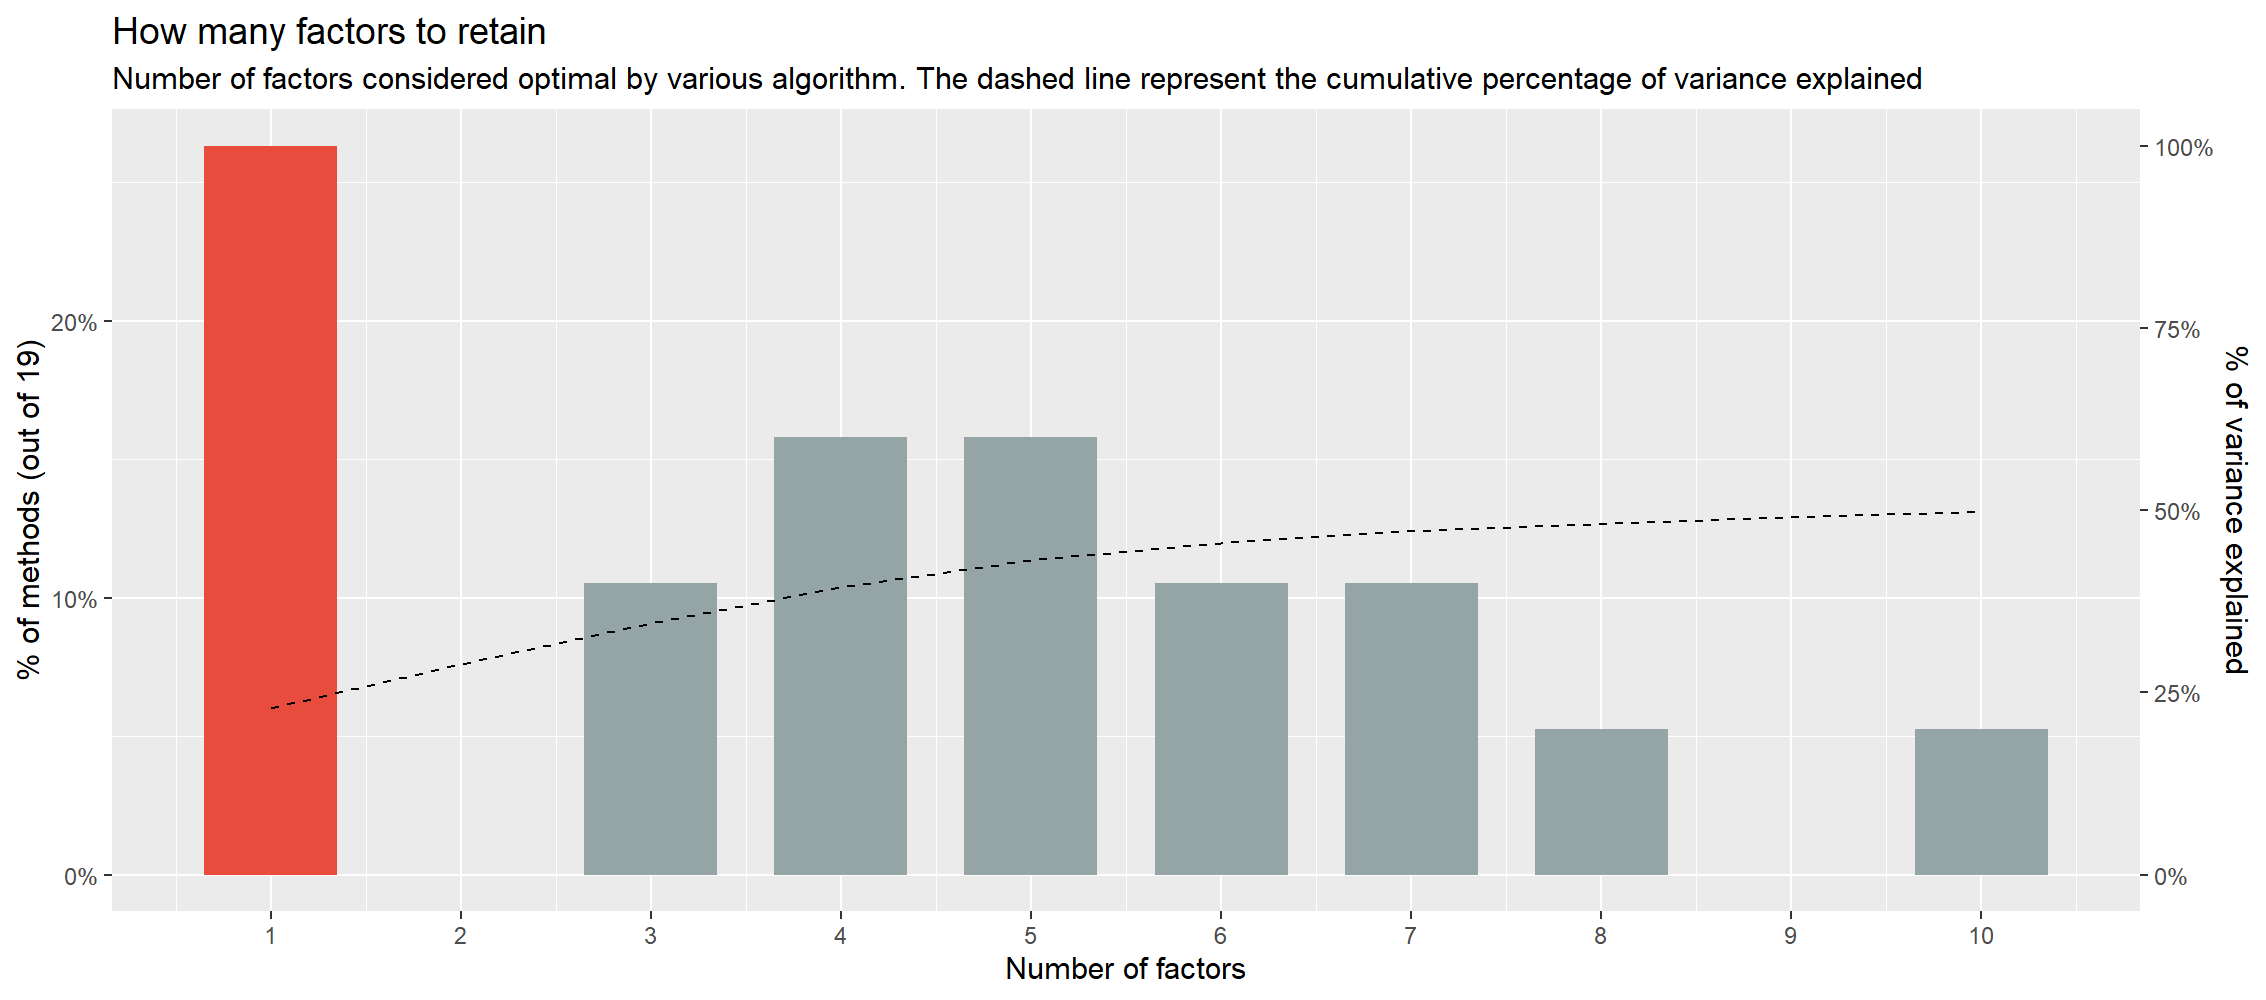 How many factors to retain
Number of factors considered optimal by various algorithm. The dashed line represent the cumulative percentage of variance explained
% of methods (out of 19)
20%
10%
0%
100%
75%
50%
25%
0%
% of variance explained
1 2 3 4 5 6 7 8 9 10
Number of factors